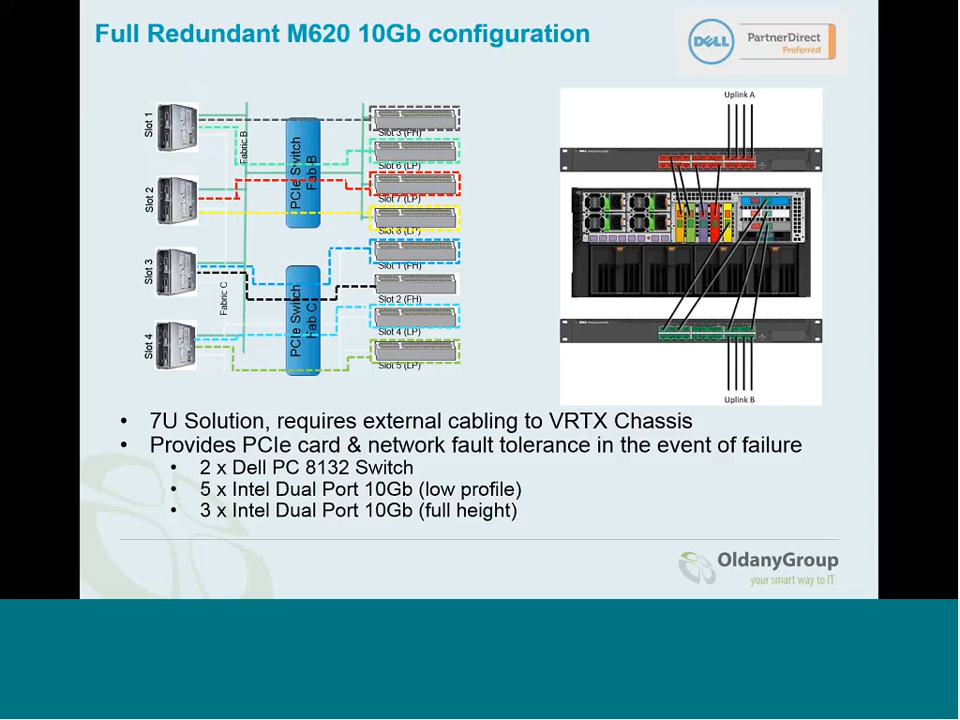 Full Redundant M620 10Gb configuration
DELL
PartnerDirect
Preferred
Slot 1
Slot 2
Slot 3
Slot 4
Fabric B
Fabric C
PCIe Switch
Fab B
PCIe Switch
Fab C
Slot 3 (FH)
Slot 6 (LP)
Slot 7 (LP)
Slot 8 (LP)
Slot 1 (FH)
Slot 2 (FH)
Slot 4 (LP)
Slot 5 (LP)
Uplink A
Uplink B
• 7U Solution, requires external cabling to VRTX Chassis
• Provides PCIe card & network fault tolerance in the event of failure
• 2 x Dell PC 8132 Switch
• 5 x Intel Dual Port 10Gb (low profile)
• 3 x Intel Dual Port 10Gb (full height)
OldanyGroup
your smart way to IT